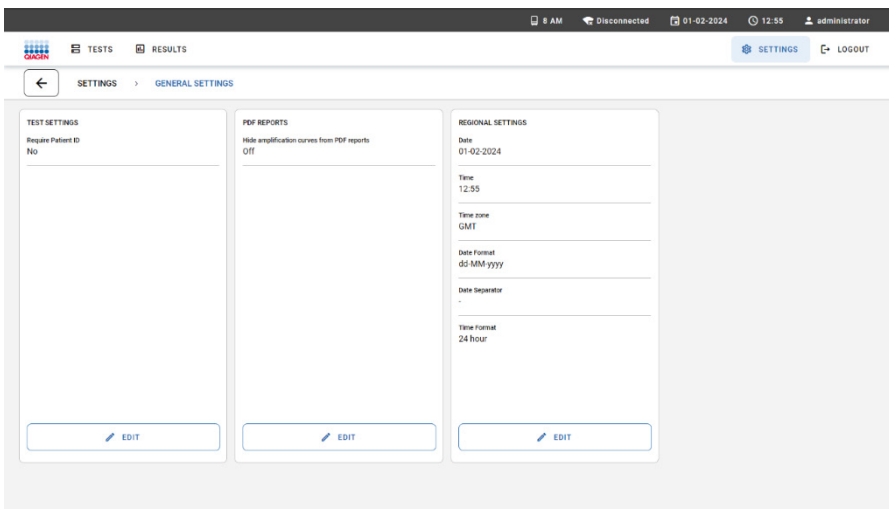 8 AM Disconnected 01-02-2024 12:55 administrator
QIAGEN TESTS RESULTS SETTINGS LOGOUT
SETTINGS > GENERAL SETTINGS
TEST SETTINGS
Require Patient ID
No
EDIT
PDF REPORTS
Hide amplification curves from PDF reports
Off
EDIT
REGIONAL SETTINGS
Date
01-02-2024
Time
12:55
Time zone
GMT
Date Format
dd-MM-yyyy
Date Separator
-
Time Format
24 hour
EDIT